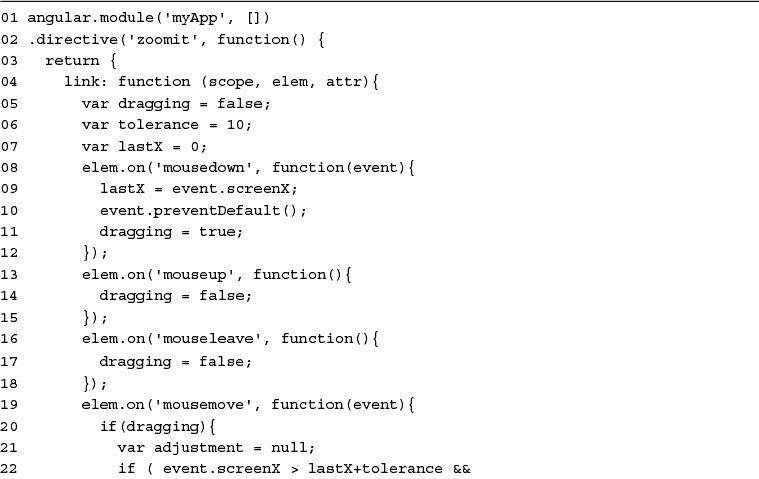 01 angular.module('myApp', [])
02 .directive('zoomit', function() {
03   return {
04     link: function (scope, elem, attr){
05       var dragging = false;
06       var tolerance = 10;
07       var lastX = 0;
08       elem.on('mousedown', function(event){
09         lastX = event.screenX;
10         event.preventDefault();
11         dragging = true;
12       });
13       elem.on('mouseup', function(){
14         dragging = false;
15       });
16       elem.on('mouseleave', function(){
17         dragging = false;
18       });
19       elem.on('mousemove', function(event){
20         if(dragging){
21           var adjustment = null;
22           if ( event.screenX > lastX+tolerance &&